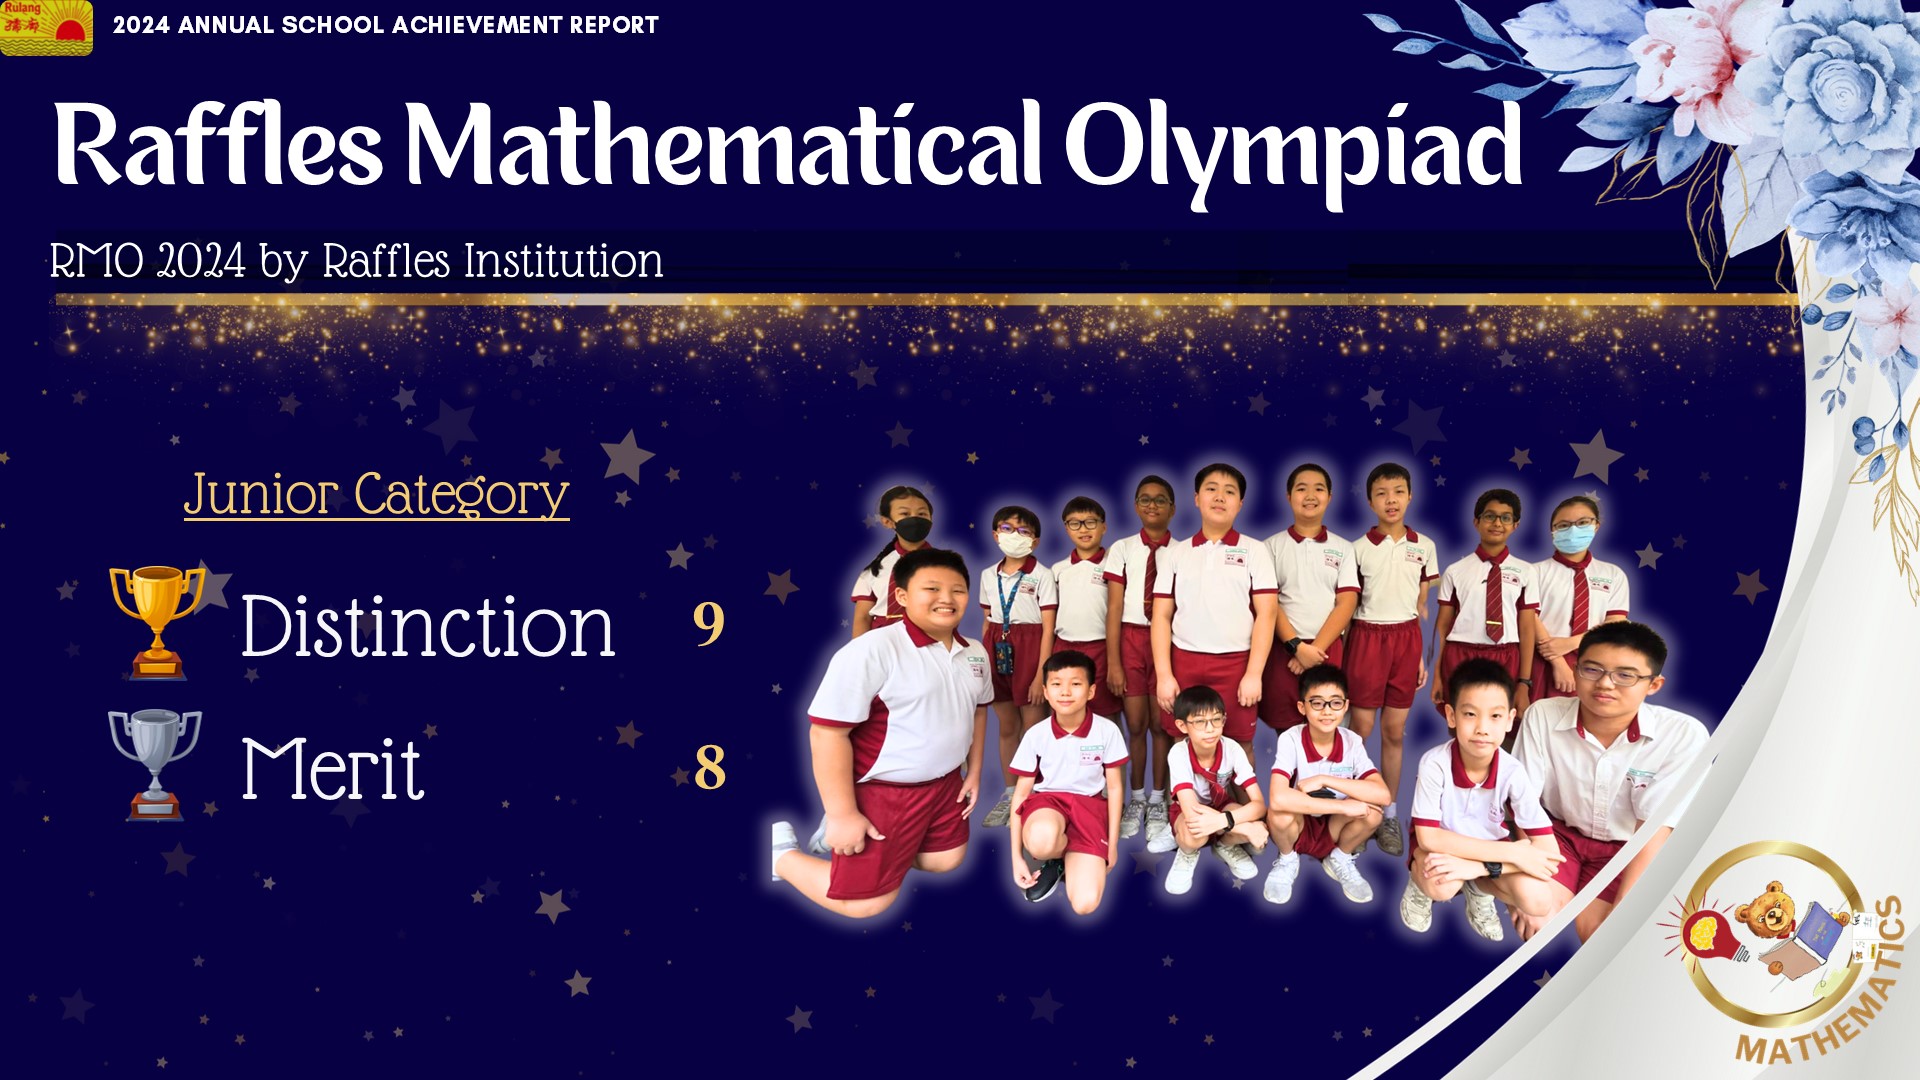 Rulang
2024 ANNUAL SCHOOL ACHIEVEMENT REPORT
Raffles Mathematical Olympiad
RMO 2024 by Raffles Institution
Junior Category
Distinction 9
Merit 8
MATHEMATICS